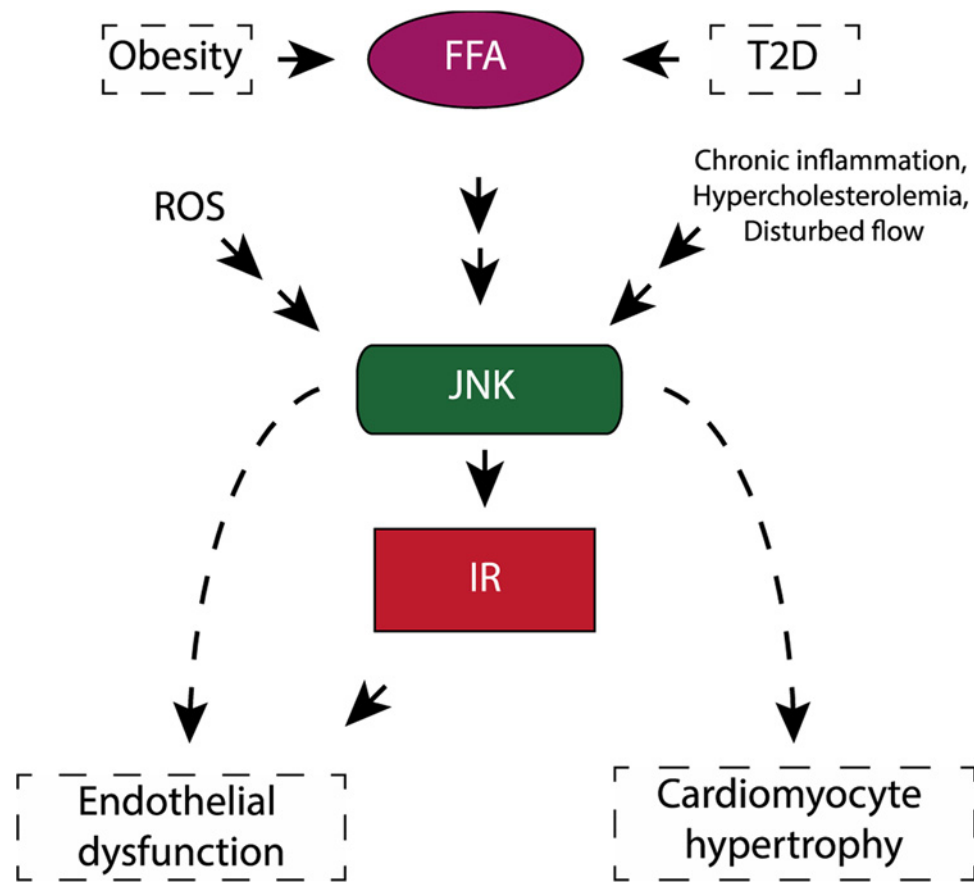 Obesity
FFA
T2D
ROS
Chronic inflammation,
Hypercholesterolemia,
Disturbed flow
JNK
IR
Endothelial
dysfunction
Cardiomyocyte
hypertrophy